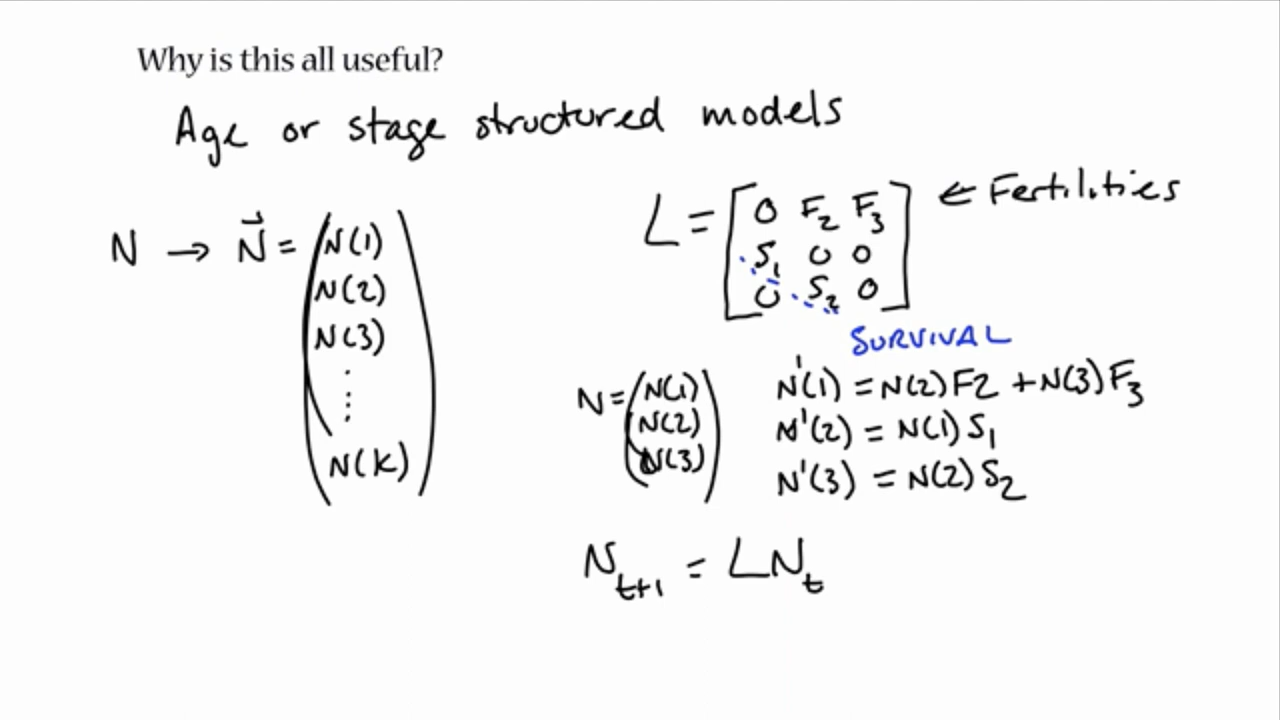 Why is this all useful?
Age or stage structured models
N → N⃗ = (N(1)
N(2)
N(3)
⋮
N(K))
L = [0 F₂ F₃
S₁ 0 0
0 S₂ 0]
← Fertilities
SURVIVAL
N = (N(1)
N(2)
N(3))
N'(1) = N(2)F2 + N(3)F₃
N'(2) = N(1)S₁
N'(3) = N(2)S₂
Nₜ₊₁ = LNₜ